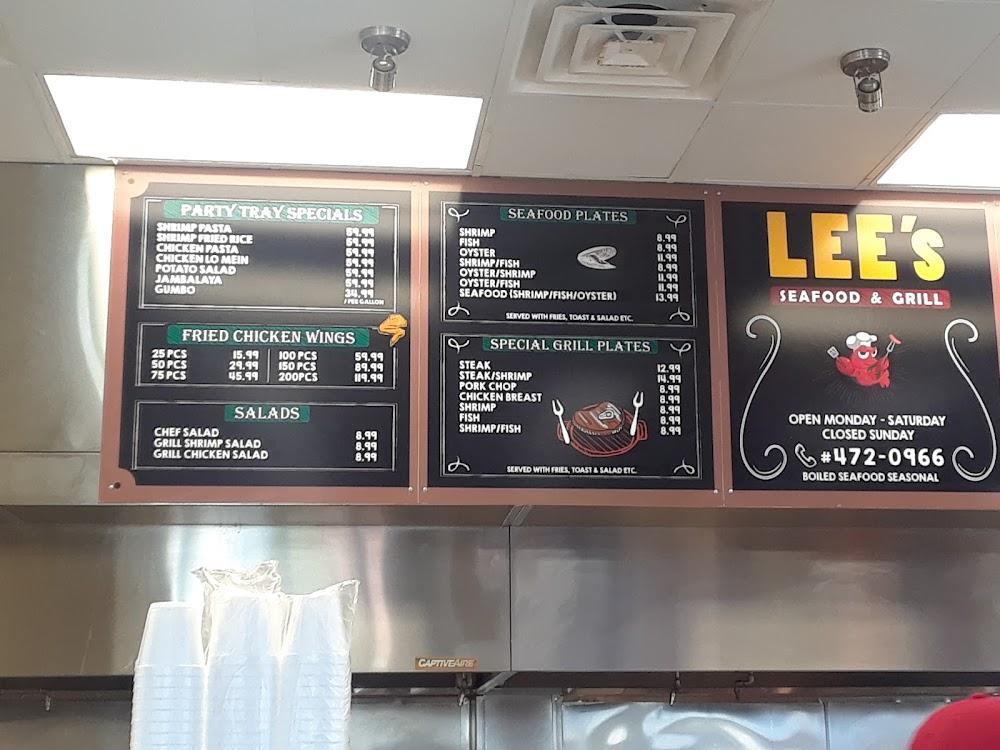 PARTY TRAY SPECIALS
SHRIMP PASTA 59.99
SHRIMP FRIED RICE 59.99
CHICKEN PASTA 59.99
CHICKEN LO MEIN 59.99
POTATO SALAD 59.99
JAMBALAYA 59.99
GUMBO 34.99
/ PER GALLON
FRIED CHICKEN WINGS
25 PCS 15.99 100 PCS 59.99
50 PCS 29.99 150 PCS 89.99
75 PCS 45.99 200PCS 119.99
SALADS
CHEF SALAD 8.99
GRILL SHRIMP SALAD 8.99
GRILL CHICKEN SALAD 8.99
SEAFOOD PLATES
SHRIMP 8.99
FISH 8.99
OYSTER 11.99
SHRIMP/FISH 8.99
OYSTER/SHRIMP 11.99
OYSTER/FISH 11.99
SEAFOOD (SHRIMP/FISH/OYSTER) 13.99
SERVED WITH FRIES, TOAST & SALAD ETC.
SPECIAL GRILL PLATES
STEAK 12.99
STEAK/SHRIMP 14.99
PORK CHOP 8.99
CHICKEN BREAST 8.99
SHRIMP 8.99
FISH 8.99
SHRIMP/FISH 8.99
SERVED WITH FRIES, TOAST & SALAD ETC.
LEE'S
SEAFOOD & GRILL
OPEN MONDAY - SATURDAY
CLOSED SUNDAY
#472-0966
BOILED SEAFOOD SEASONAL
CAPTIVEAIRE